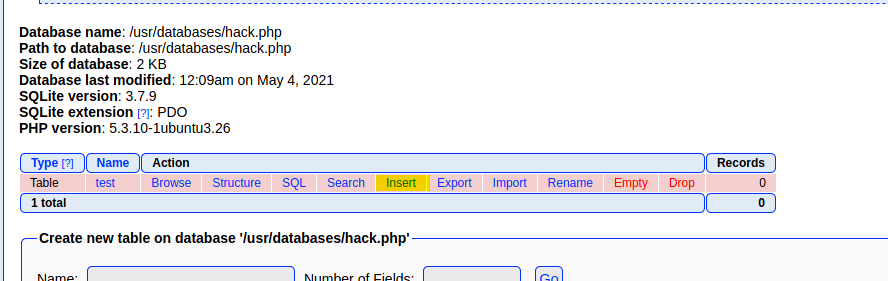 Database name: /usr/databases/hack.php
Path to database: /usr/databases/hack.php
Size of database: 2 KB
Database last modified: 12:09am on May 4, 2021
SQLite version: 3.7.9
SQLite extension [?]: PDO
PHP version: 5.3.10-1ubuntu3.26
Type [?] Name Action Records
Table test Browse Structure SQL Search Insert Export Import Rename Empty Drop 0
1 total 0
Create new table on database '/usr/databases/hack.php'
Name: Number of Fields: Go